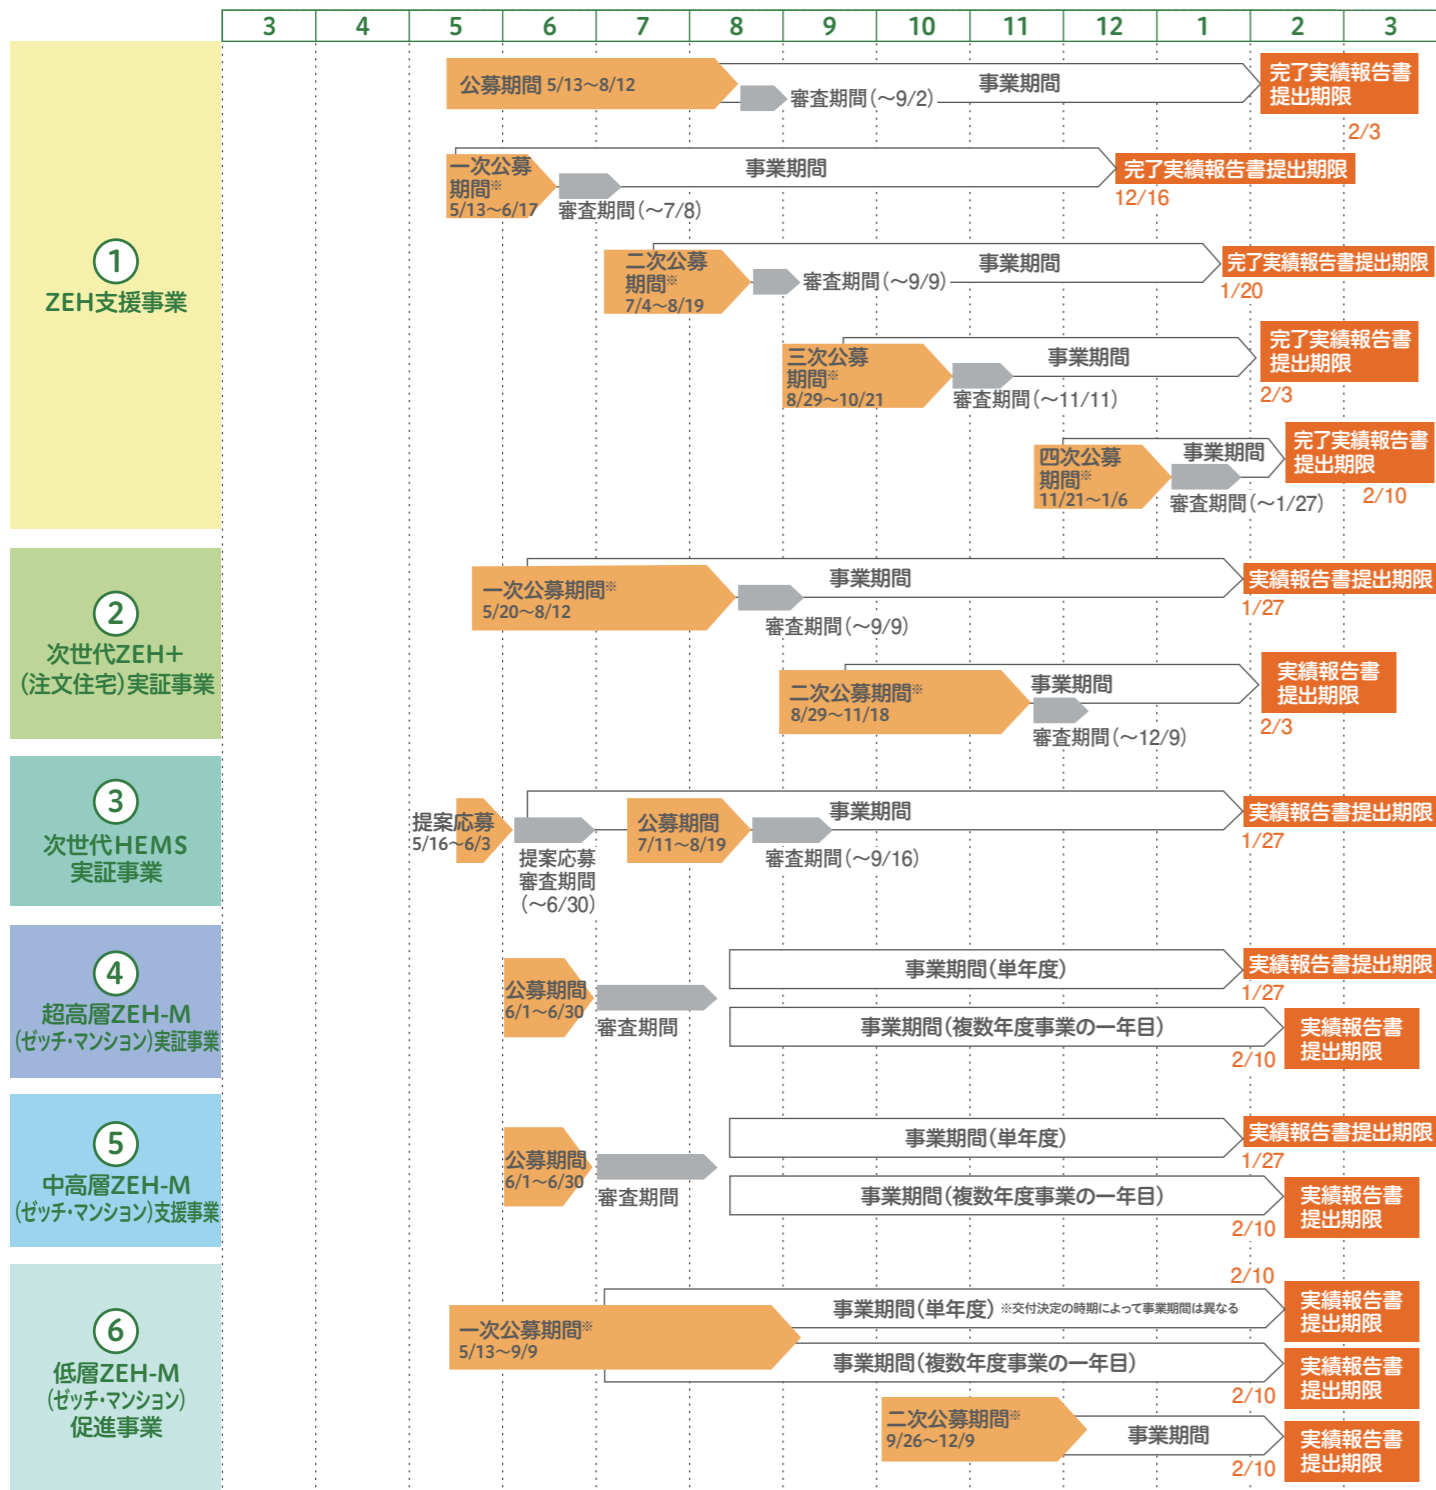 3 4 5 6 7 8 9 10 11 12 1 2 3
①
ZEH支援事業
公募期間 5/13～8/12
事業期間
審査期間(～9/2)
完了実績報告書
提出期限
2/3
一次公募
期間※
5/13～6/17
事業期間
審査期間(～7/8)
完了実績報告書提出期限
12/16
二次公募
期間※
7/4～8/19
事業期間
審査期間(～9/9)
完了実績報告書提出期限
1/20
三次公募
期間※
8/29～10/21
事業期間
審査期間(～11/11)
完了実績報告書
提出期限
2/3
四次公募
期間※
11/21～1/6
事業期間
審査期間(～1/27)
完了実績報告書
提出期限
2/10
②
次世代ZEH＋
(注文住宅)実証事業
一次公募期間※
5/20～8/12
事業期間
審査期間(～9/9)
実績報告書提出期限
1/27
二次公募期間※
8/29～11/18
事業期間
審査期間(～12/9)
実績報告書
提出期限
2/3
③
次世代HEMS
実証事業
提案応募
5/16～6/3
提案応募
審査期間
(～6/30)
公募期間
7/11～8/19
事業期間
審査期間(～9/16)
実績報告書提出期限
1/27
④
超高層ZEH-M
(ゼッチ・マンション)実証事業
公募期間
6/1～6/30
審査期間
事業期間(単年度)
実績報告書提出期限
1/27
事業期間(複数年度事業の一年目)
2/10
実績報告書
提出期限
⑤
中高層ZEH-M
(ゼッチ・マンション)支援事業
公募期間
6/1～6/30
審査期間
事業期間(単年度)
実績報告書提出期限
1/27
事業期間(複数年度事業の一年目)
2/10
実績報告書
提出期限
⑥
低層ZEH-M
(ゼッチ・マンション)
促進事業
一次公募期間※
5/13～9/9
2/10
事業期間(単年度) ※交付決定の時期によって事業期間は異なる
実績報告書
提出期限
事業期間(複数年度事業の一年目)
2/10
実績報告書
提出期限
二次公募期間※
9/26～12/9
事業期間
2/10
実績報告書
提出期限